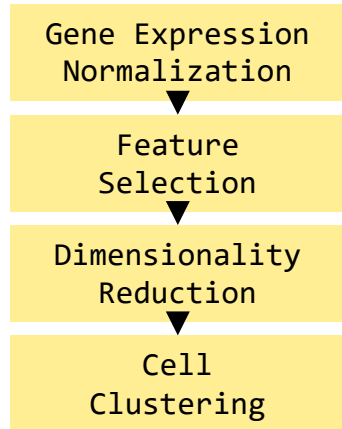 Gene Expression
Normalization
Feature
Selection
Dimensionality
Reduction
Cell
Clustering